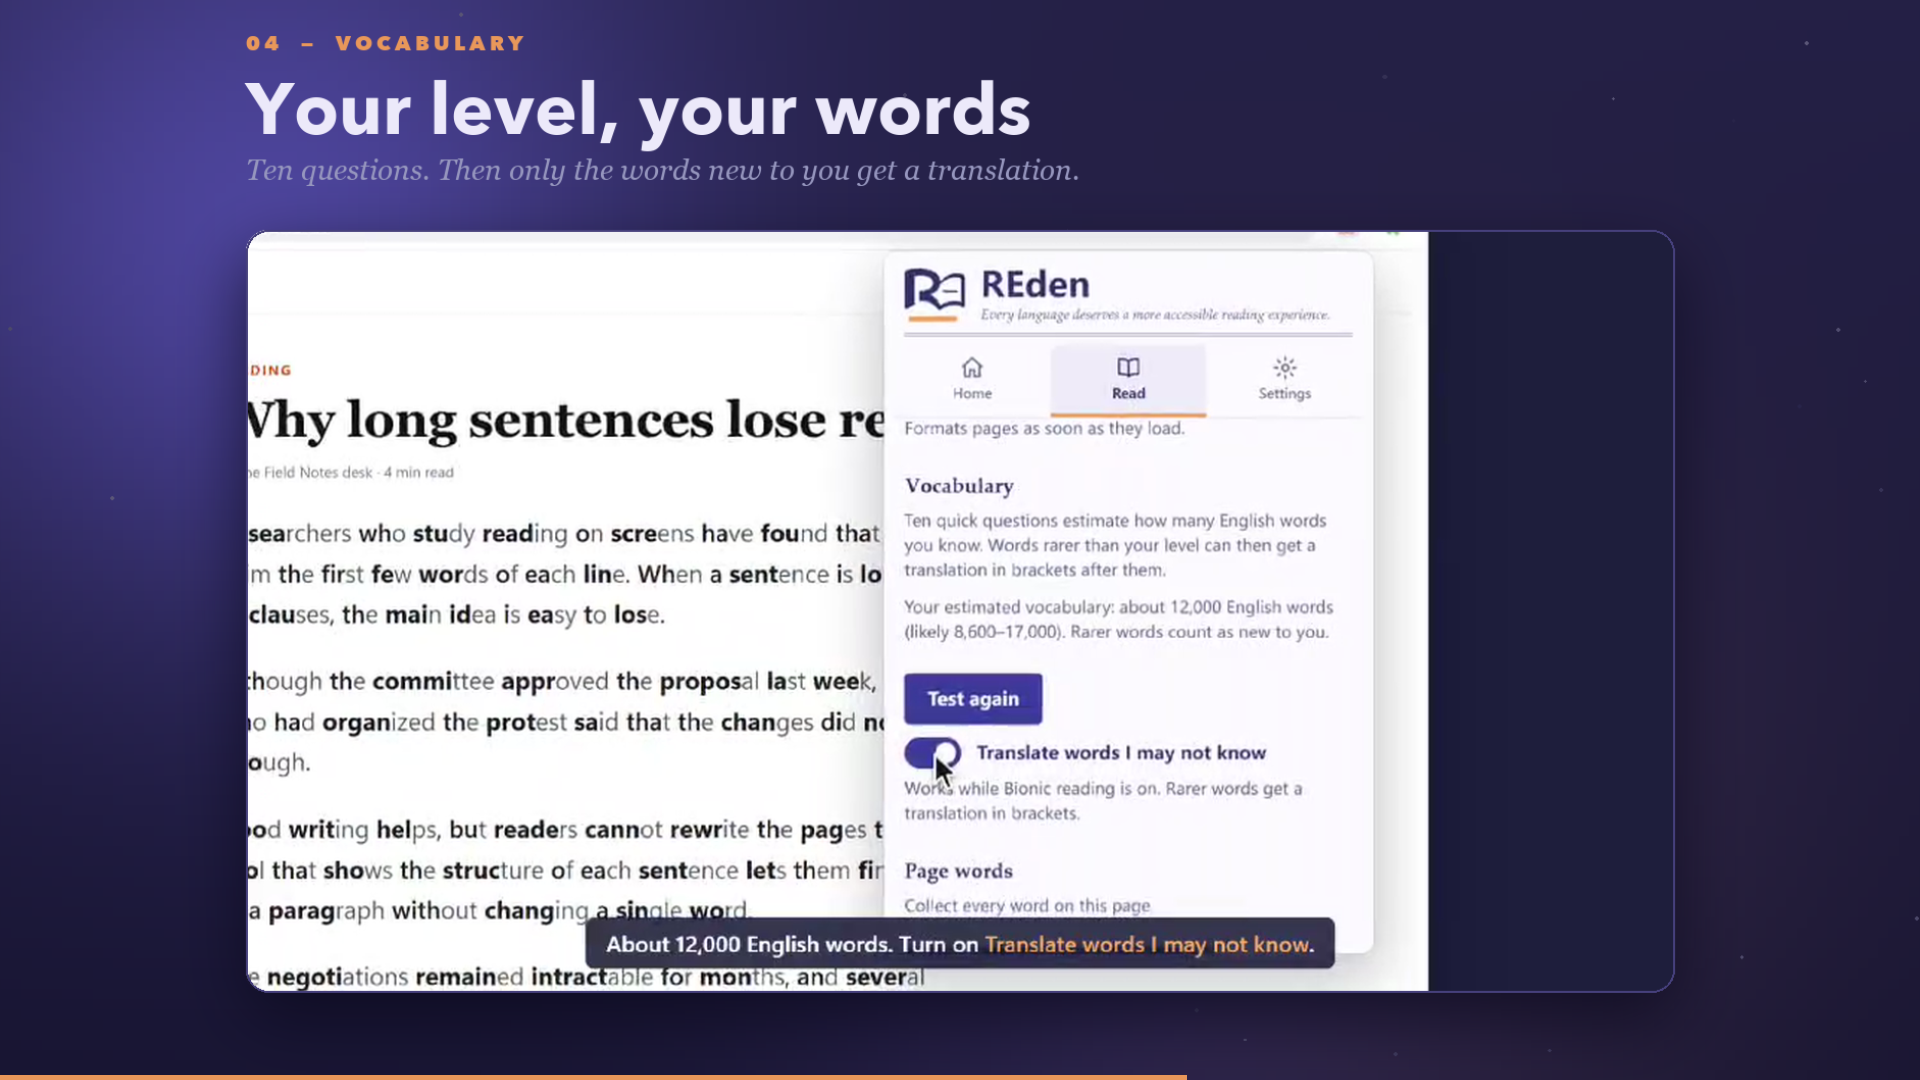 04 – VOCABULARY
Your level, your words
Ten questions. Then only the words new to you get a translation.
DING
Why long sentences lose re
he Field Notes desk · 4 min read
searchers who study reading on screens have found that
m the first few words of each line. When a sentence is lo
clauses, the main idea is easy to lose.
hough the committee approved the proposal last week,
ho had organized the protest said that the changes did no
ough.
ood writing helps, but readers cannot rewrite the pages t
ol that shows the structure of each sentence lets them fir
a paragraph without changing a single word.
e negotiations remained intractable for months, and several
REden
Every language deserves a more accessible reading experience.
Home
Read
Settings
Formats pages as soon as they load.
Vocabulary
Ten quick questions estimate how many English words
you know. Words rarer than your level can then get a
translation in brackets after them.
Your estimated vocabulary: about 12,000 English words
(likely 8,600–17,000). Rarer words count as new to you.
Test again
Translate words I may not know
Works while Bionic reading is on. Rarer words get a
translation in brackets.
Page words
Collect every word on this page
About 12,000 English words. Turn on Translate words I may not know.